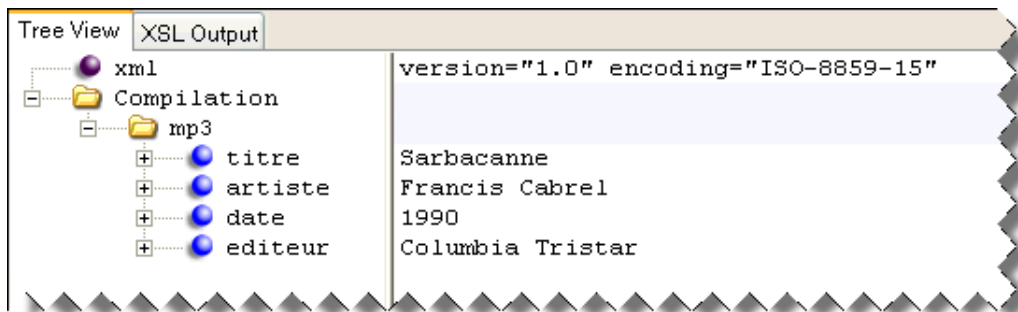 Tree View XSL Output
xml version="1.0" encoding="ISO-8859-15"
Compilation
mp3
titre Sarbacanne
artiste Francis Cabrel
date 1990
editeur Columbia Tristar